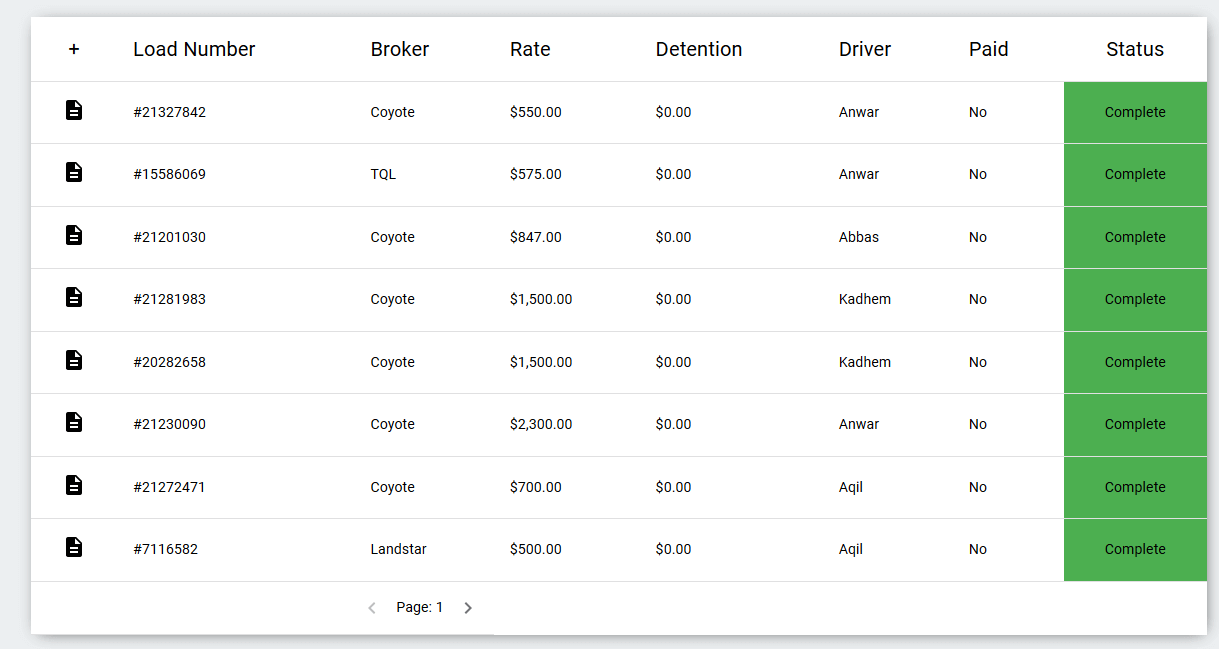 + Load Number Broker Rate Detention Driver Paid Status
#21327842 Coyote $550.00 $0.00 Anwar No Complete
#15586069 TQL $575.00 $0.00 Anwar No Complete
#21201030 Coyote $847.00 $0.00 Abbas No Complete
#21281983 Coyote $1,500.00 $0.00 Kadhem No Complete
#20282658 Coyote $1,500.00 $0.00 Kadhem No Complete
#21230090 Coyote $2,300.00 $0.00 Anwar No Complete
#21272471 Coyote $700.00 $0.00 Aqil No Complete
#7116582 Landstar $500.00 $0.00 Aqil No Complete
Page: 1